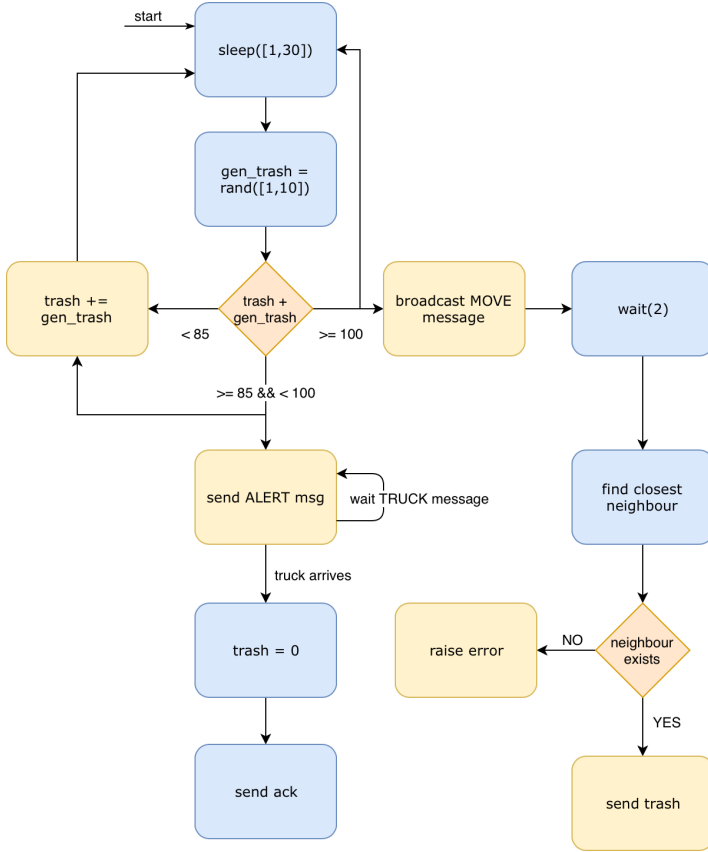 start
sleep([1,30])
gen_trash =
rand([1,10])
trash +=
gen_trash
trash +
gen_trash
broadcast MOVE
message
wait(2)
< 85
>= 100
>= 85 && < 100
send ALERT msg
wait TRUCK message
find closest
neighbour
truck arrives
trash = 0
raise error
NO
neighbour
exists
YES
send ack
send trash